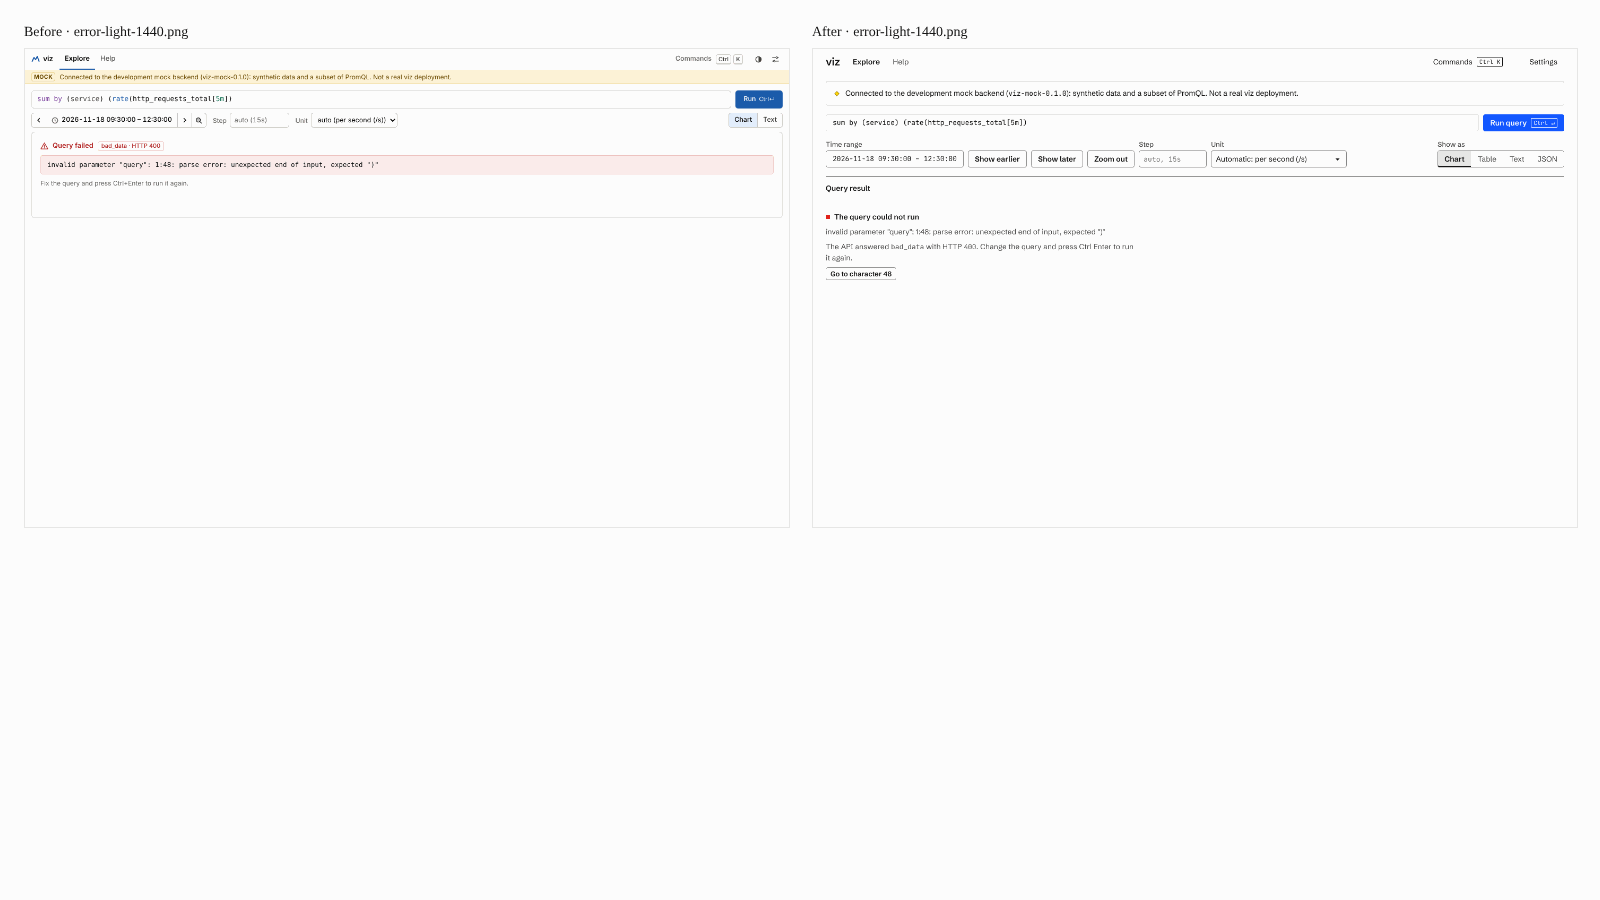 Before · error-light-1440.png
viz Explore Help Commands Ctrl K
MOCK Connected to the development mock backend (viz-mock-0.1.0): synthetic data and a subset of PromQL. Not a real viz deployment.
sum by (service) (rate(http_requests_total[5m])
Run Ctrl↵
2026-11-18 09:30:00 – 12:30:00 Step auto (15s) Unit auto (per second (/s)) Chart Text
Query failed bad_data · HTTP 400
invalid parameter "query": 1:48: parse error: unexpected end of input, expected ")"
Fix the query and press Ctrl+Enter to run it again.
After · error-light-1440.png
viz Explore Help Commands Ctrl K Settings
Connected to the development mock backend (viz-mock-0.1.0): synthetic data and a subset of PromQL. Not a real viz deployment.
sum by (service) (rate(http_requests_total[5m])
Run query Ctrl ↵
Time range Step Unit Show as
2026-11-18 09:30:00 – 12:30:00 Show earlier Show later Zoom out auto, 15s Automatic: per second (/s) Chart Table Text JSON
Query result
The query could not run
invalid parameter "query": 1:48: parse error: unexpected end of input, expected ")"
The API answered bad_data with HTTP 400. Change the query and press Ctrl Enter to run
it again.
Go to character 48